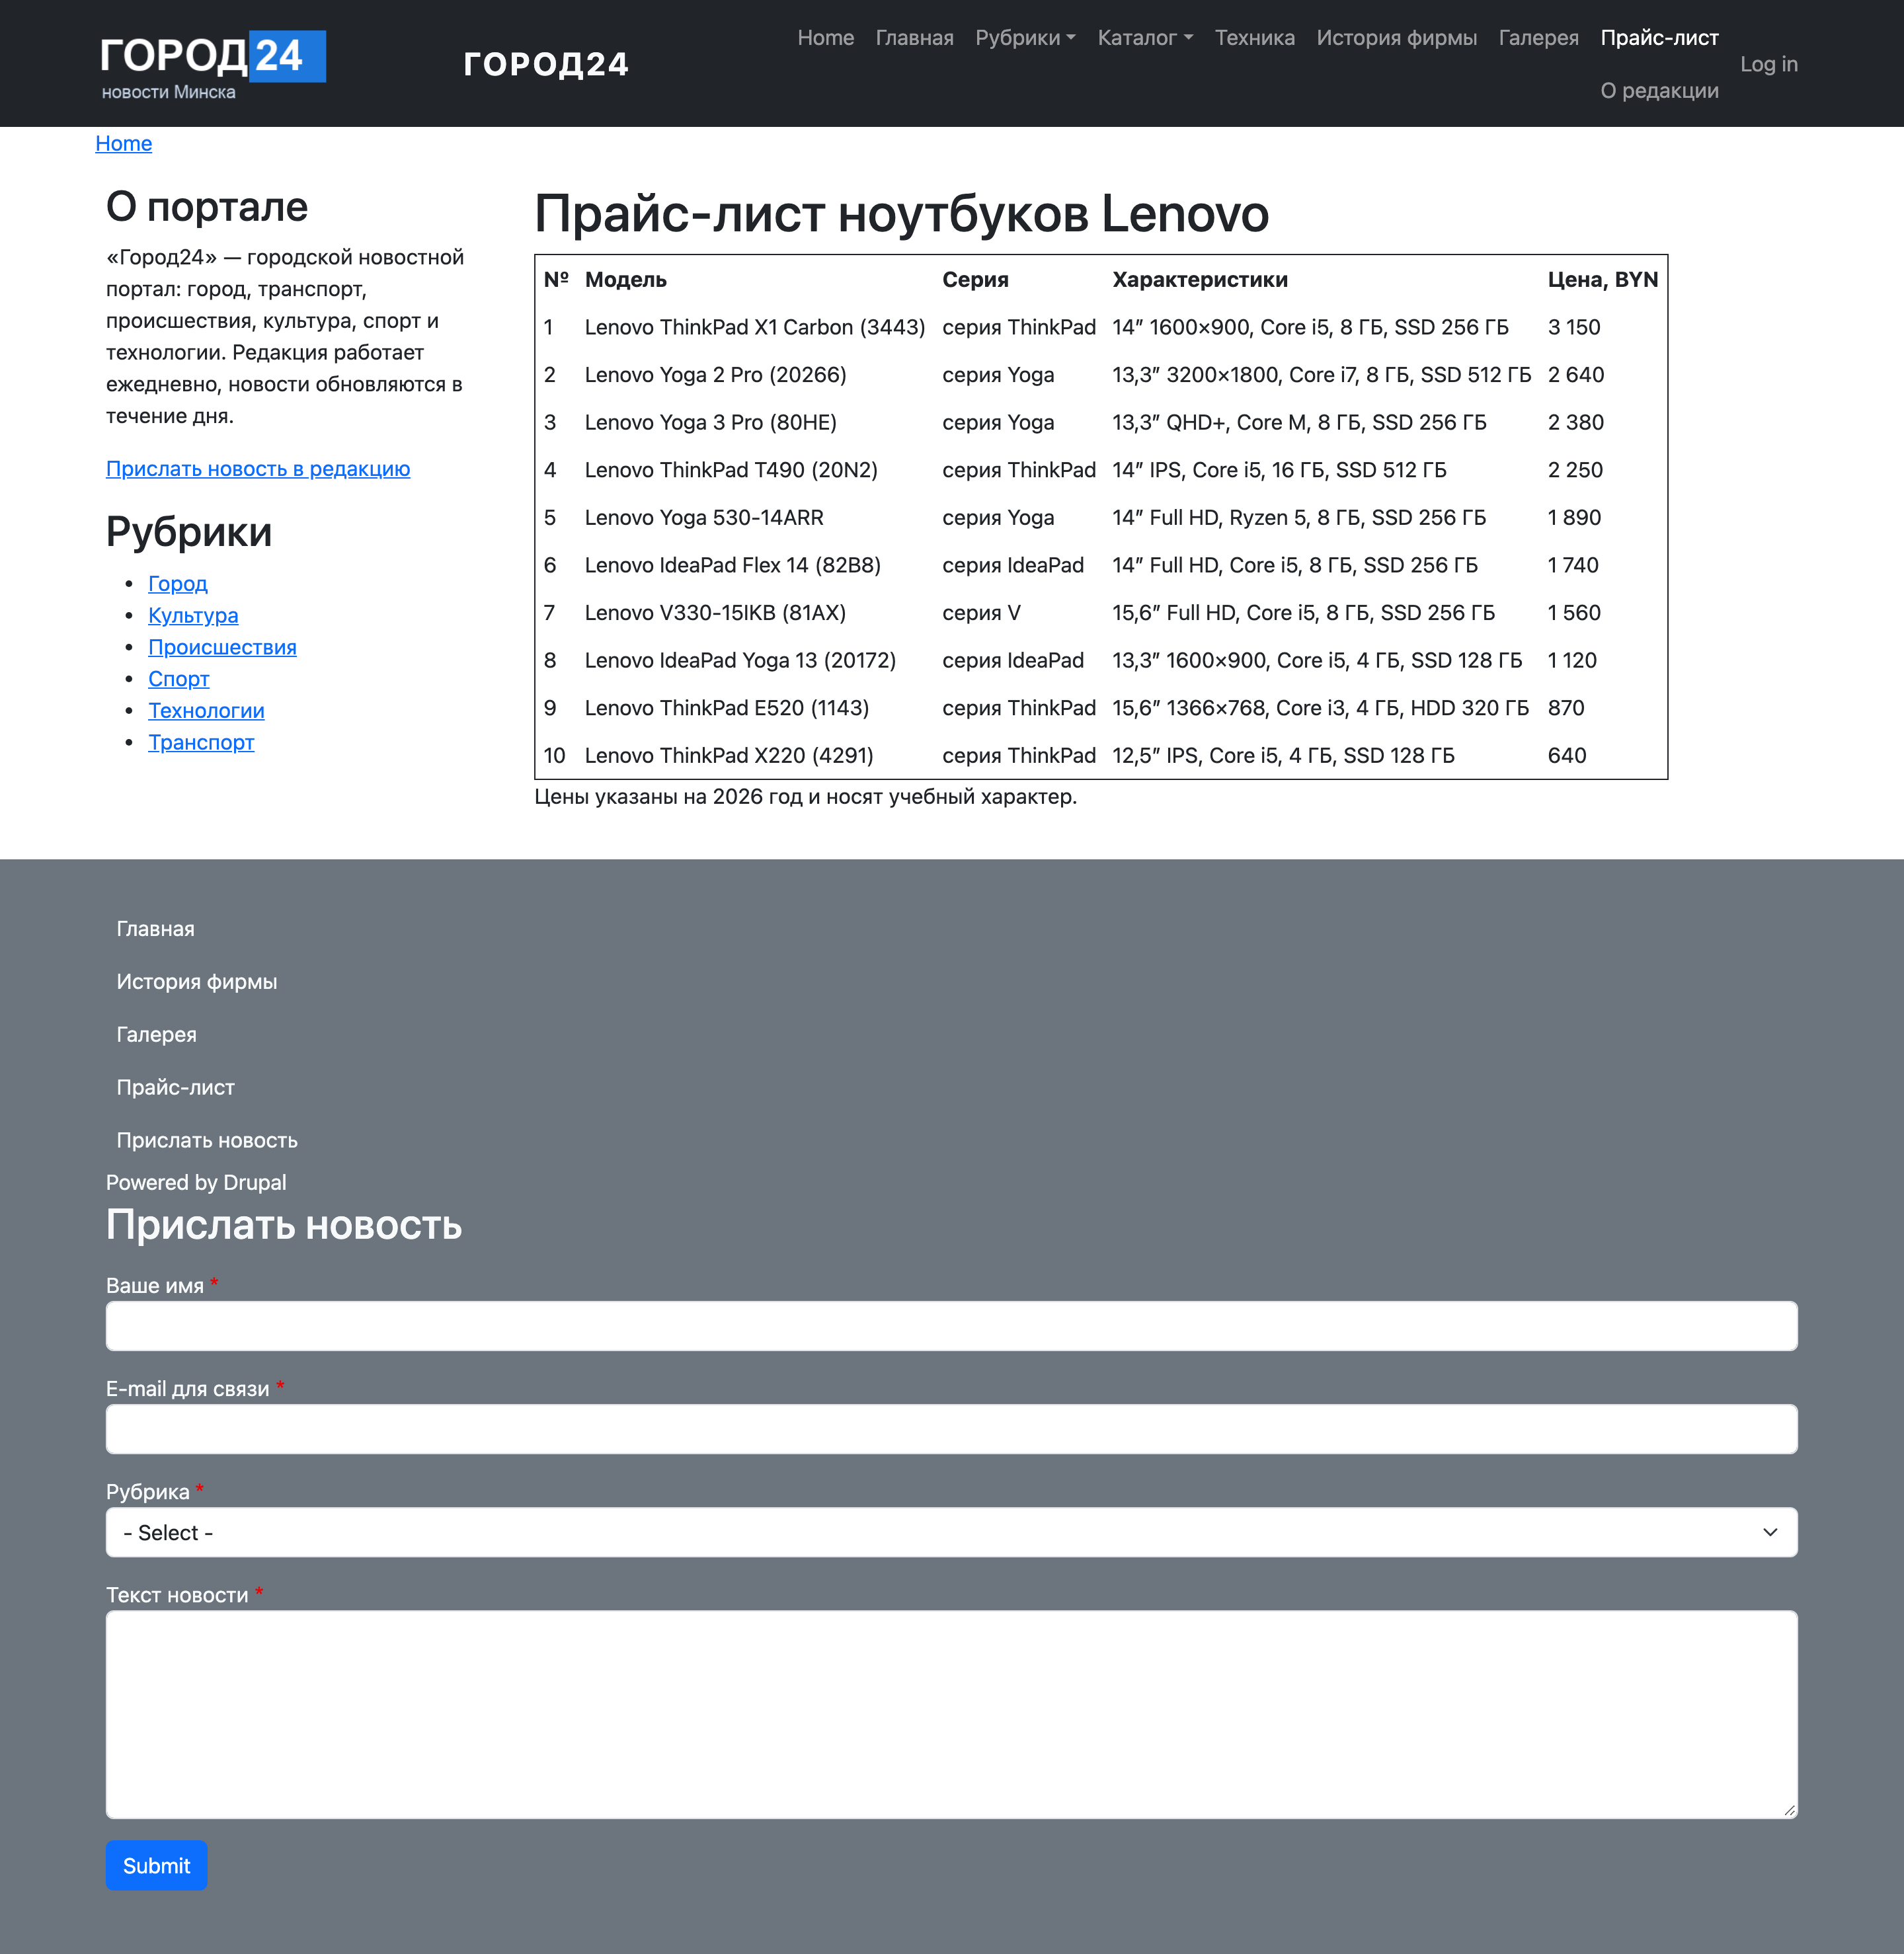 ГОРОД24
новости Минска
ГОРОД24
Home Главная Рубрики Каталог Техника История фирмы Галерея Прайс-лист
О редакции
Log in
Home
О портале
«Город24» — городской новостной
портал: город, транспорт,
происшествия, культура, спорт и
технологии. Редакция работает
ежедневно, новости обновляются в
течение дня.
Прислать новость в редакцию
Рубрики
Город
Культура
Происшествия
Спорт
Технологии
Транспорт
Прайс-лист ноутбуков Lenovo
№ Модель Серия Характеристики Цена, BYN
1 Lenovo ThinkPad X1 Carbon (3443) серия ThinkPad 14″ 1600×900, Core i5, 8 ГБ, SSD 256 ГБ 3 150
2 Lenovo Yoga 2 Pro (20266) серия Yoga 13,3″ 3200×1800, Core i7, 8 ГБ, SSD 512 ГБ 2 640
3 Lenovo Yoga 3 Pro (80HE) серия Yoga 13,3″ QHD+, Core M, 8 ГБ, SSD 256 ГБ 2 380
4 Lenovo ThinkPad T490 (20N2) серия ThinkPad 14″ IPS, Core i5, 16 ГБ, SSD 512 ГБ 2 250
5 Lenovo Yoga 530-14ARR серия Yoga 14″ Full HD, Ryzen 5, 8 ГБ, SSD 256 ГБ 1 890
6 Lenovo IdeaPad Flex 14 (82B8) серия IdeaPad 14″ Full HD, Core i5, 8 ГБ, SSD 256 ГБ 1 740
7 Lenovo V330-15IKB (81AX) серия V 15,6″ Full HD, Core i5, 8 ГБ, SSD 256 ГБ 1 560
8 Lenovo IdeaPad Yoga 13 (20172) серия IdeaPad 13,3″ 1600×900, Core i5, 4 ГБ, SSD 128 ГБ 1 120
9 Lenovo ThinkPad E520 (1143) серия ThinkPad 15,6″ 1366×768, Core i3, 4 ГБ, HDD 320 ГБ 870
10 Lenovo ThinkPad X220 (4291) серия ThinkPad 12,5″ IPS, Core i5, 4 ГБ, SSD 128 ГБ 640
Цены указаны на 2026 год и носят учебный характер.
Главная
История фирмы
Галерея
Прайс-лист
Прислать новость
Powered by Drupal
Прислать новость
Ваше имя *
E-mail для связи *
Рубрика *
- Select -
Текст новости *
Submit